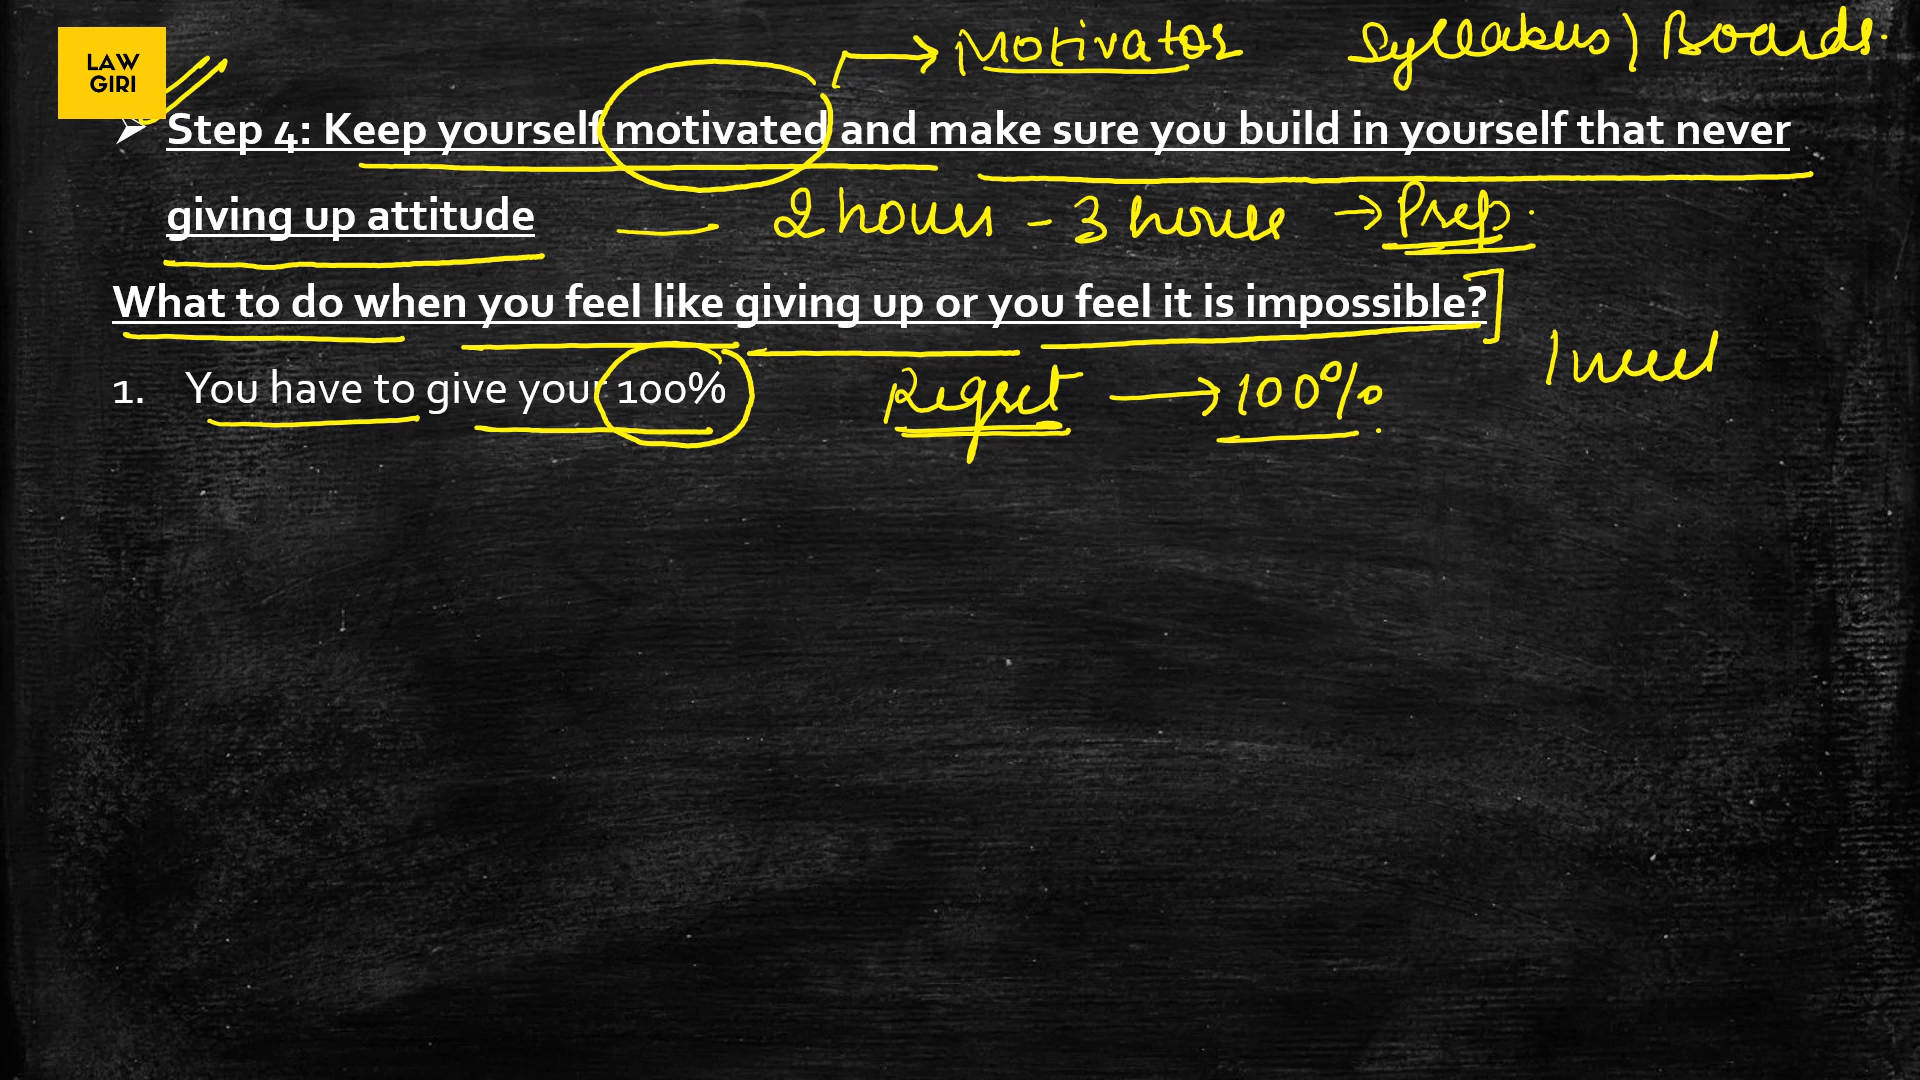 LAW
GIRI
Motivator Syllabus) Boards.
Step 4: Keep yourself motivated and make sure you build in yourself that never
giving up attitude
2 hours - 3 hours → Prep.
What to do when you feel like giving up or you feel it is impossible?
1. You have to give your 100%
Regret → 100%.